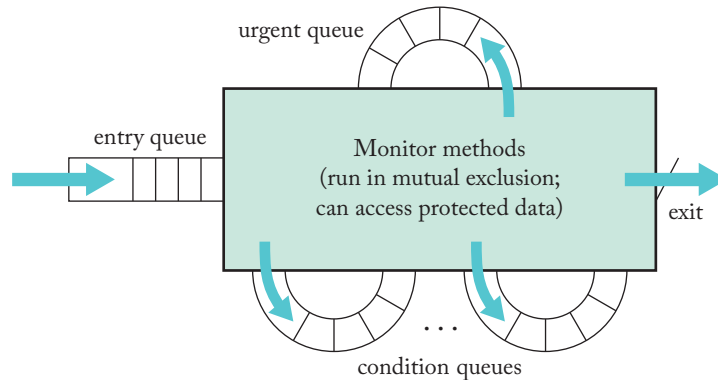 urgent queue
entry queue
Monitor methods
(run in mutual exclusion;
can access protected data)
exit
. . .
condition queues